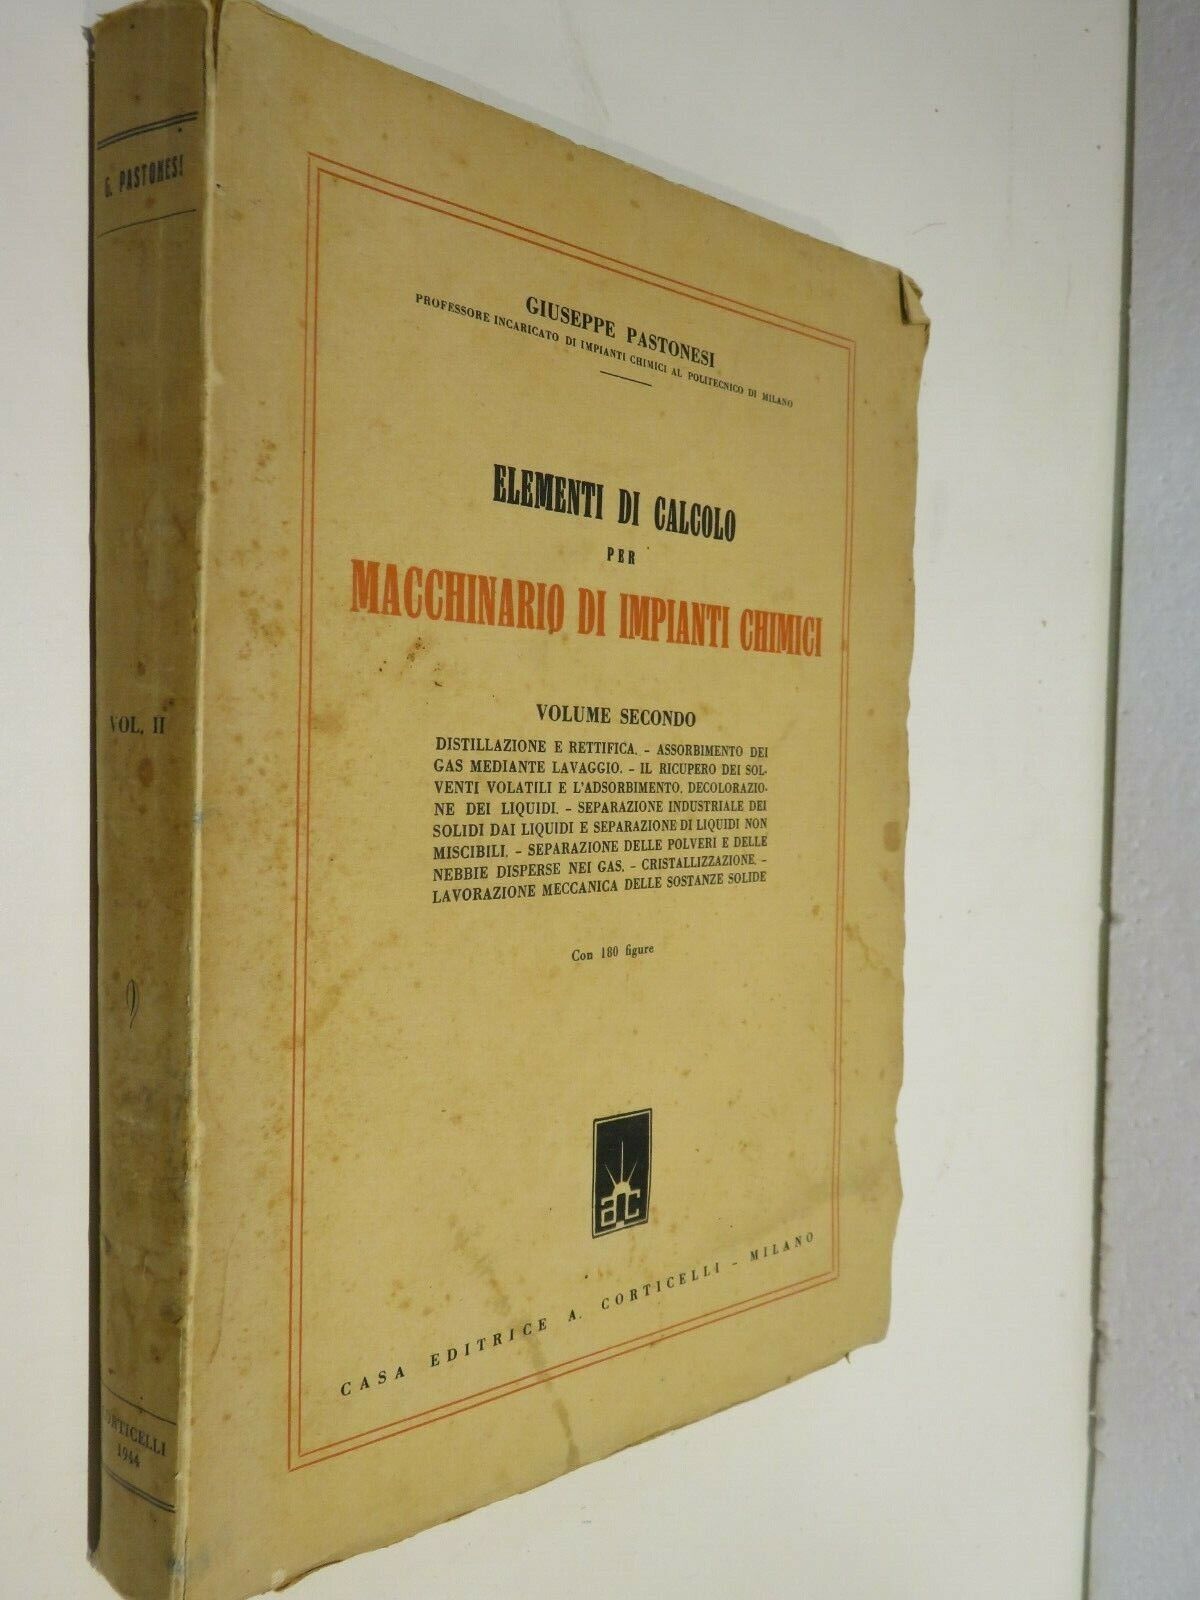 G. PASTONESI
VOL. II
CORTICELLI
1944
GIUSEPPE PASTONESI
PROFESSORE INCARICATO DI IMPIANTI CHIMICI AL POLITECNICO DI MILANO
ELEMENTI DI CALCOLO
PER
MACCHINARIO DI IMPIANTI CHIMICI
VOLUME SECONDO
DISTILLAZIONE E RETTIFICA. – ASSORBIMENTO DEI
GAS MEDIANTE LAVAGGIO. – IL RICUPERO DEI SOL-
VENTI VOLATILI E L'ADSORBIMENTO. DECOLORAZIO-
NE DEI LIQUIDI. – SEPARAZIONE INDUSTRIALE DEI
SOLIDI DAI LIQUIDI E SEPARAZIONE DI LIQUIDI NON
MISCIBILI. – SEPARAZIONE DELLE POLVERI E DELLE
NEBBIE DISPERSE NEI GAS. – CRISTALLIZZAZIONE. –
LAVORAZIONE MECCANICA DELLE SOSTANZE SOLIDE
Con 180 figure
ac
CASA EDITRICE A. CORTICELLI – MILANO